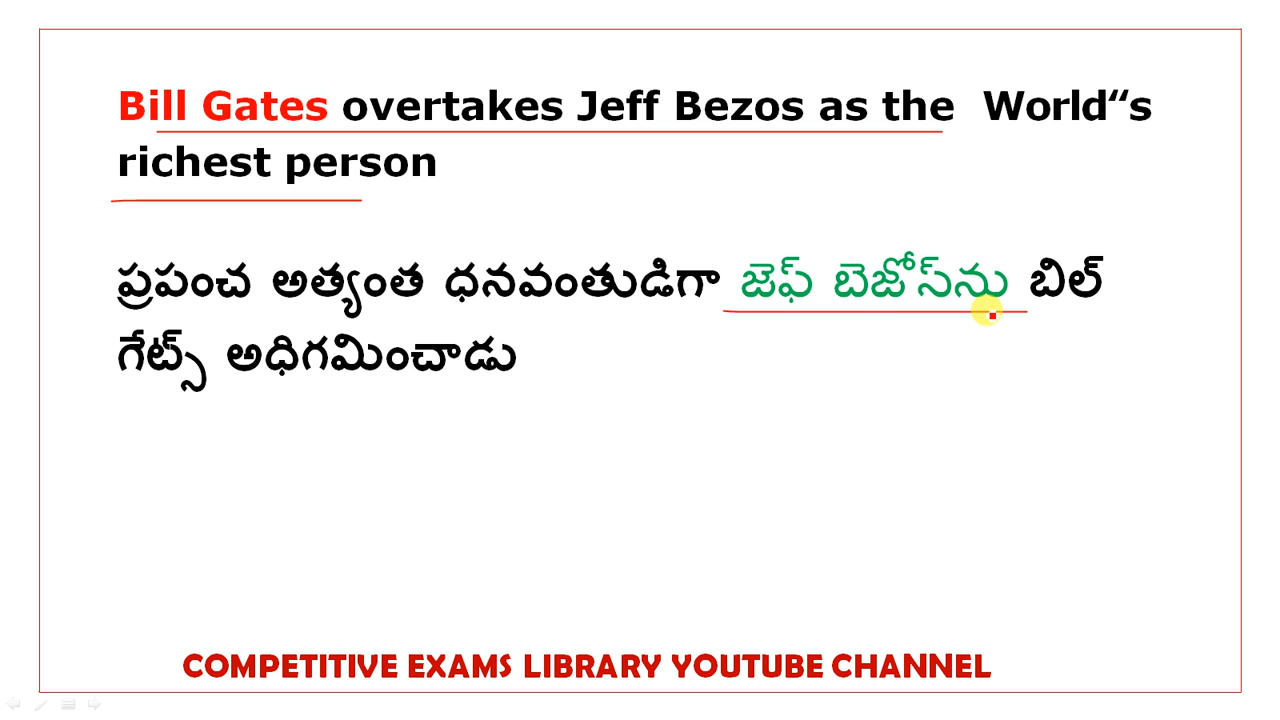 Bill Gates overtakes Jeff Bezos as the World“s
richest person
ప్రపంచ అత్యంత ధనవంతుడిగా జెఫ్ బెజోస్‌ను బిల్
గేట్స్ అధిగమించాడు
COMPETITIVE EXAMS LIBRARY YOUTUBE CHANNEL